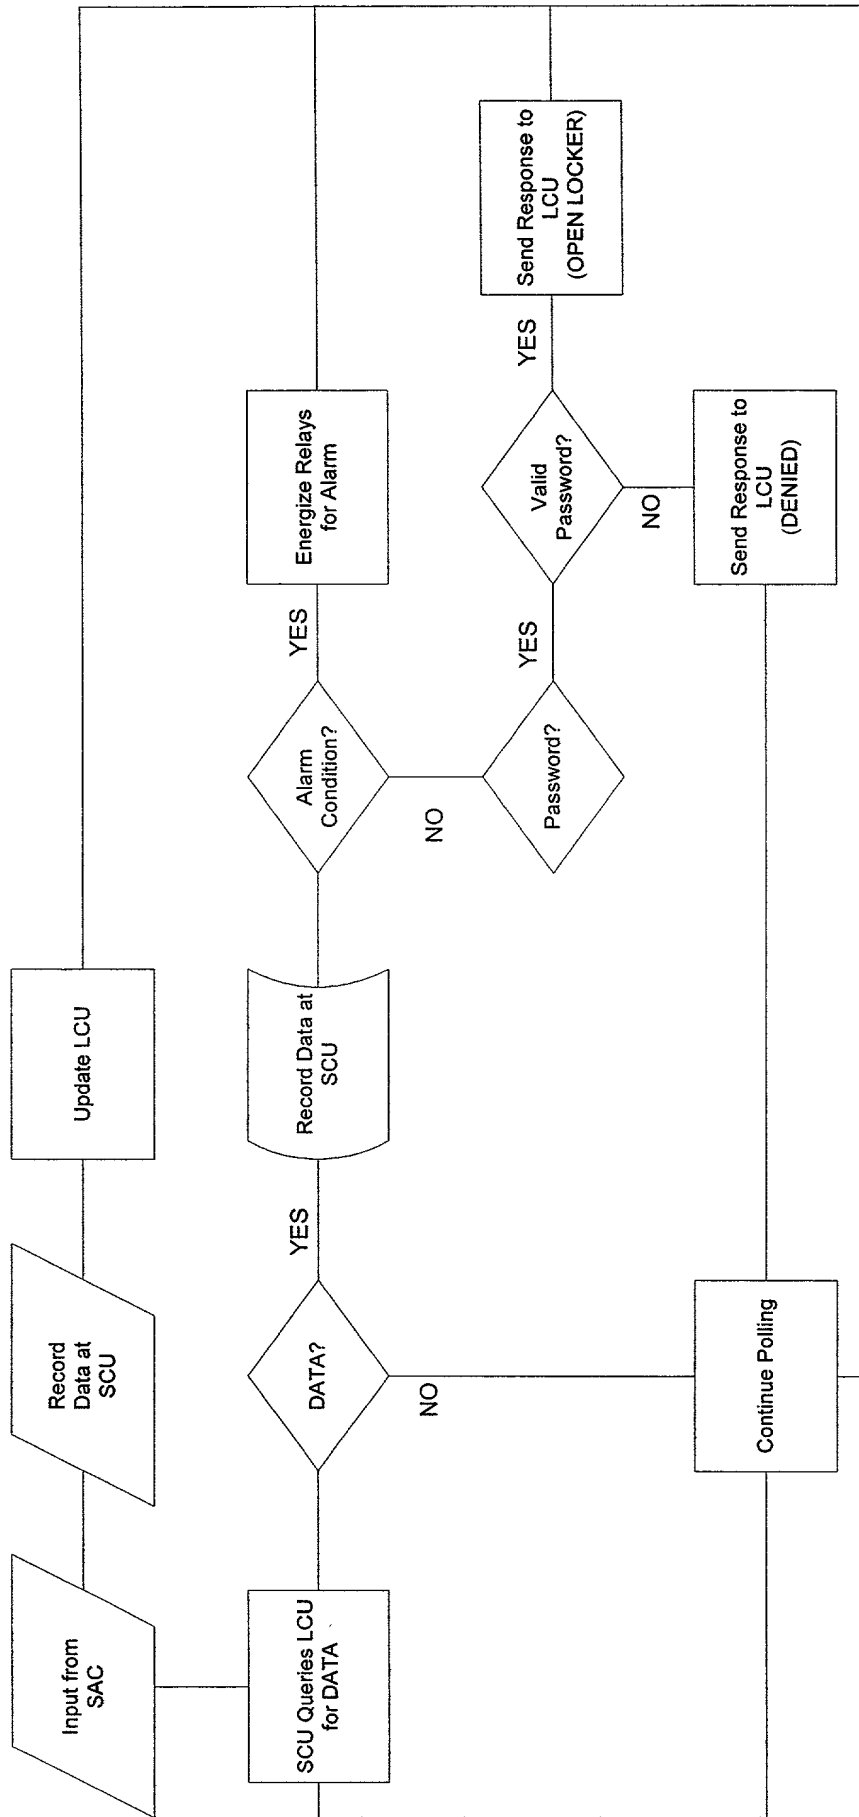 Input from
SAC
Record
Data at
SCU
Update LCU
SCU Queries LCU
for DATA
DATA?
YES
NO
Record Data at
SCU
Alarm
Condition?
YES
NO
Energize Relays
for Alarm
Password?
YES
Valid
Password?
YES
NO
Send Response to
LCU
(OPEN LOCKER)
Send Response to
LCU
(DENIED)
Continue Polling